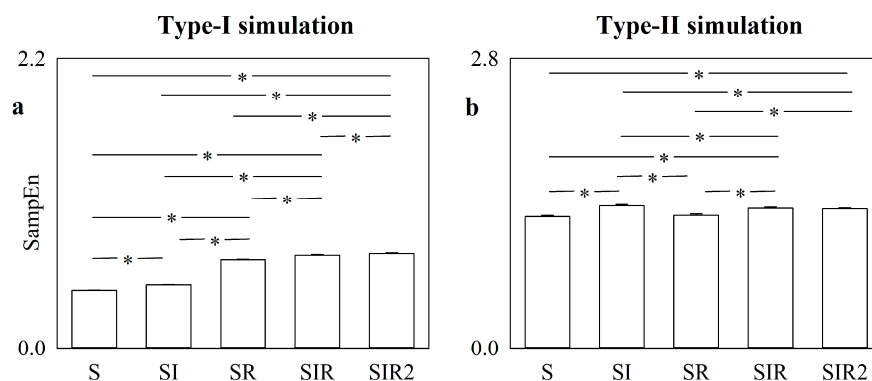 Type-I simulation
Type-II simulation
2.2
a
SampEn
0.0
S SI SR SIR SIR2
* * * * * * * * * *
2.8
b
0.0
S SI SR SIR SIR2
* * * * * * * *